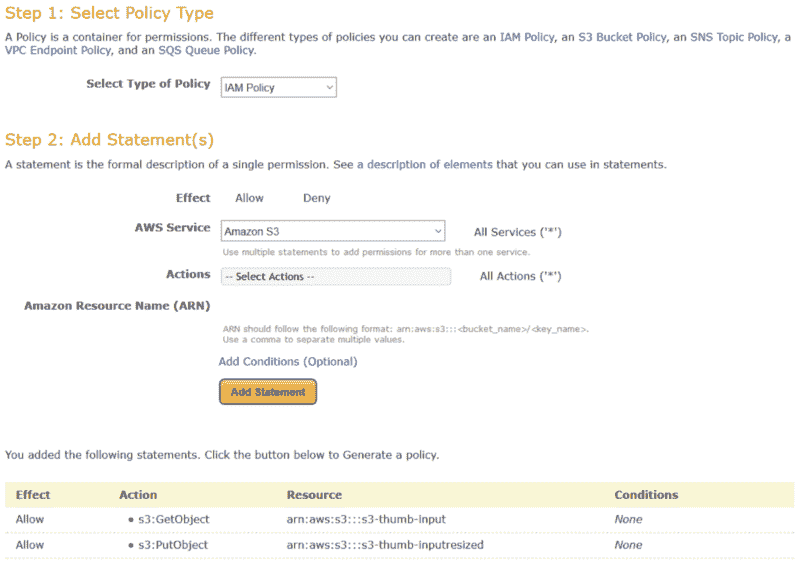 Step 1: Select Policy Type
A Policy is a container for permissions. The different types of policies you can create are an IAM Policy, an S3 Bucket Policy, an SNS Topic Policy, a
VPC Endpoint Policy, and an SQS Queue Policy.
Select Type of Policy IAM Policy
Step 2: Add Statement(s)
A statement is the formal description of a single permission. See a description of elements that you can use in statements.
Effect Allow Deny
AWS Service Amazon S3 All Services ('*')
Use multiple statements to add permissions for more than one service.
Actions -- Select Actions -- All Actions ('*')
Amazon Resource Name (ARN)
ARN should follow the following format: arn:aws:s3:::<bucket_name>/<key_name>.
Use a comma to separate multiple values.
Add Conditions (Optional)
Add Statement
You added the following statements. Click the button below to Generate a policy.
Effect Action Resource Conditions
Allow • s3:GetObject arn:aws:s3:::s3-thumb-input None
Allow • s3:PutObject arn:aws:s3:::s3-thumb-inputresized None